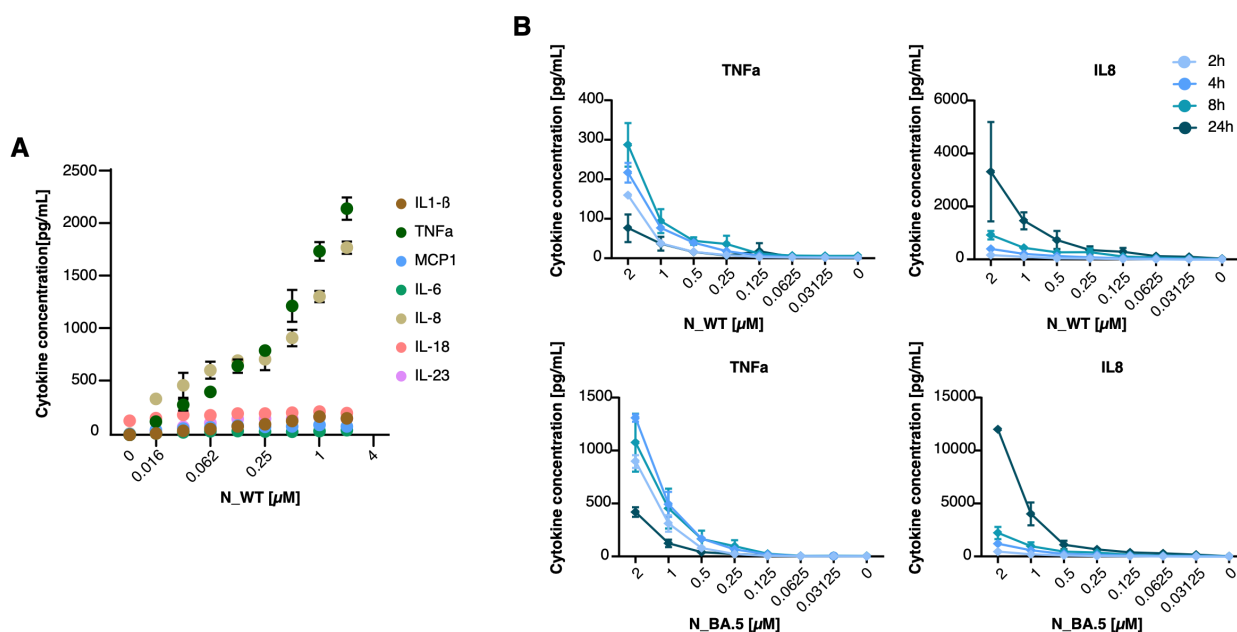 A
Cytokine concentration[pg/mL]
2500
2000
1500
1000
500
0
0
0.016
0.062
0.25
1
4
N_WT [µM]
IL1-ß
TNFa
MCP1
IL-6
IL-8
IL-18
IL-23
B
TNFa
Cytokine concentration [pg/mL]
400
300
200
100
0
2
1
0.5
0.25
0.125
0.0625
0.03125
0
N_WT [µM]
IL8
Cytokine concentration [pg/mL]
6000
4000
2000
0
2
1
0.5
0.25
0.125
0.0625
0.03125
0
N_WT [µM]
2h
4h
8h
24h
TNFa
Cytokine concentration [pg/mL]
1500
1000
500
0
2
1
0.5
0.25
0.125
0.0625
0.03125
0
N_BA.5 [µM]
IL8
Cytokine concentration [pg/mL]
15000
10000
5000
0
2
1
0.5
0.25
0.125
0.0625
0.03125
0
N_BA.5 [µM]